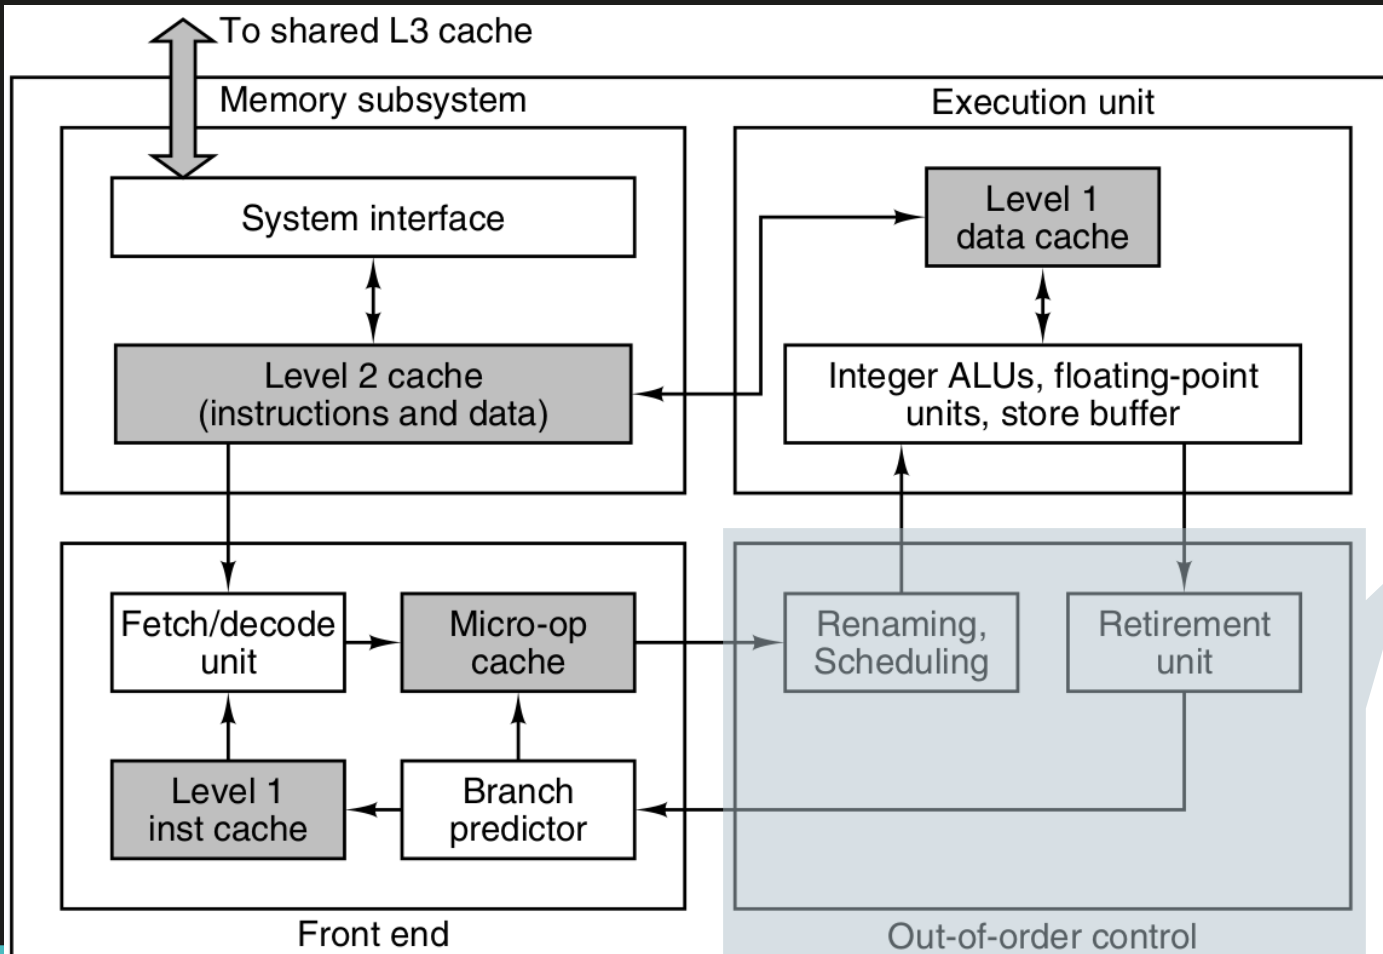 To shared L3 cache
Memory subsystem
Execution unit
System interface
Level 1
data cache
Level 2 cache
(instructions and data)
Integer ALUs, floating-point
units, store buffer
Fetch/decode
unit
Micro-op
cache
Renaming,
Scheduling
Retirement
unit
Level 1
inst cache
Branch
predictor
Front end
Out-of-order control